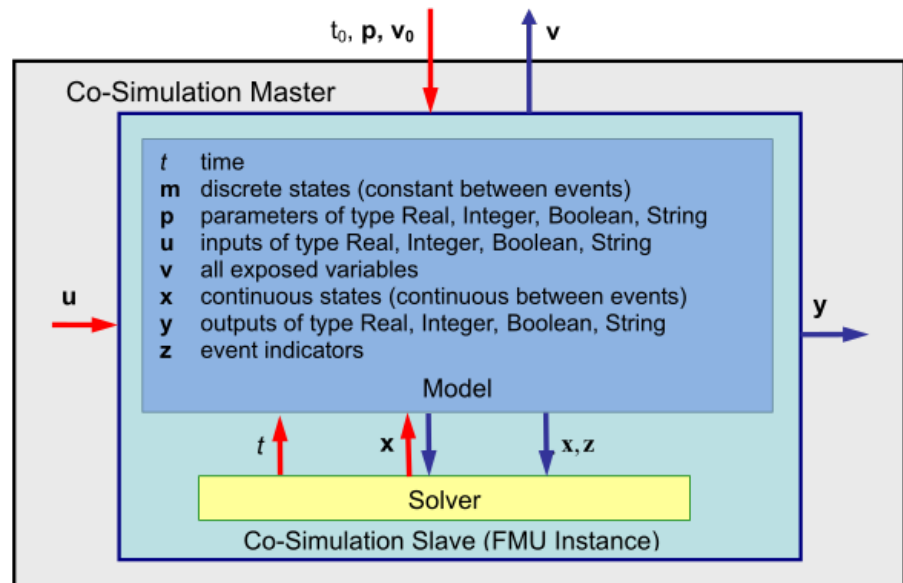 t₀, p, v₀
v
Co-Simulation Master
t time
m discrete states (constant between events)
p parameters of type Real, Integer, Boolean, String
u inputs of type Real, Integer, Boolean, String
v all exposed variables
x continuous states (continuous between events)
y outputs of type Real, Integer, Boolean, String
z event indicators
u
y
Model
t
x
x, z
Solver
Co-Simulation Slave (FMU Instance)